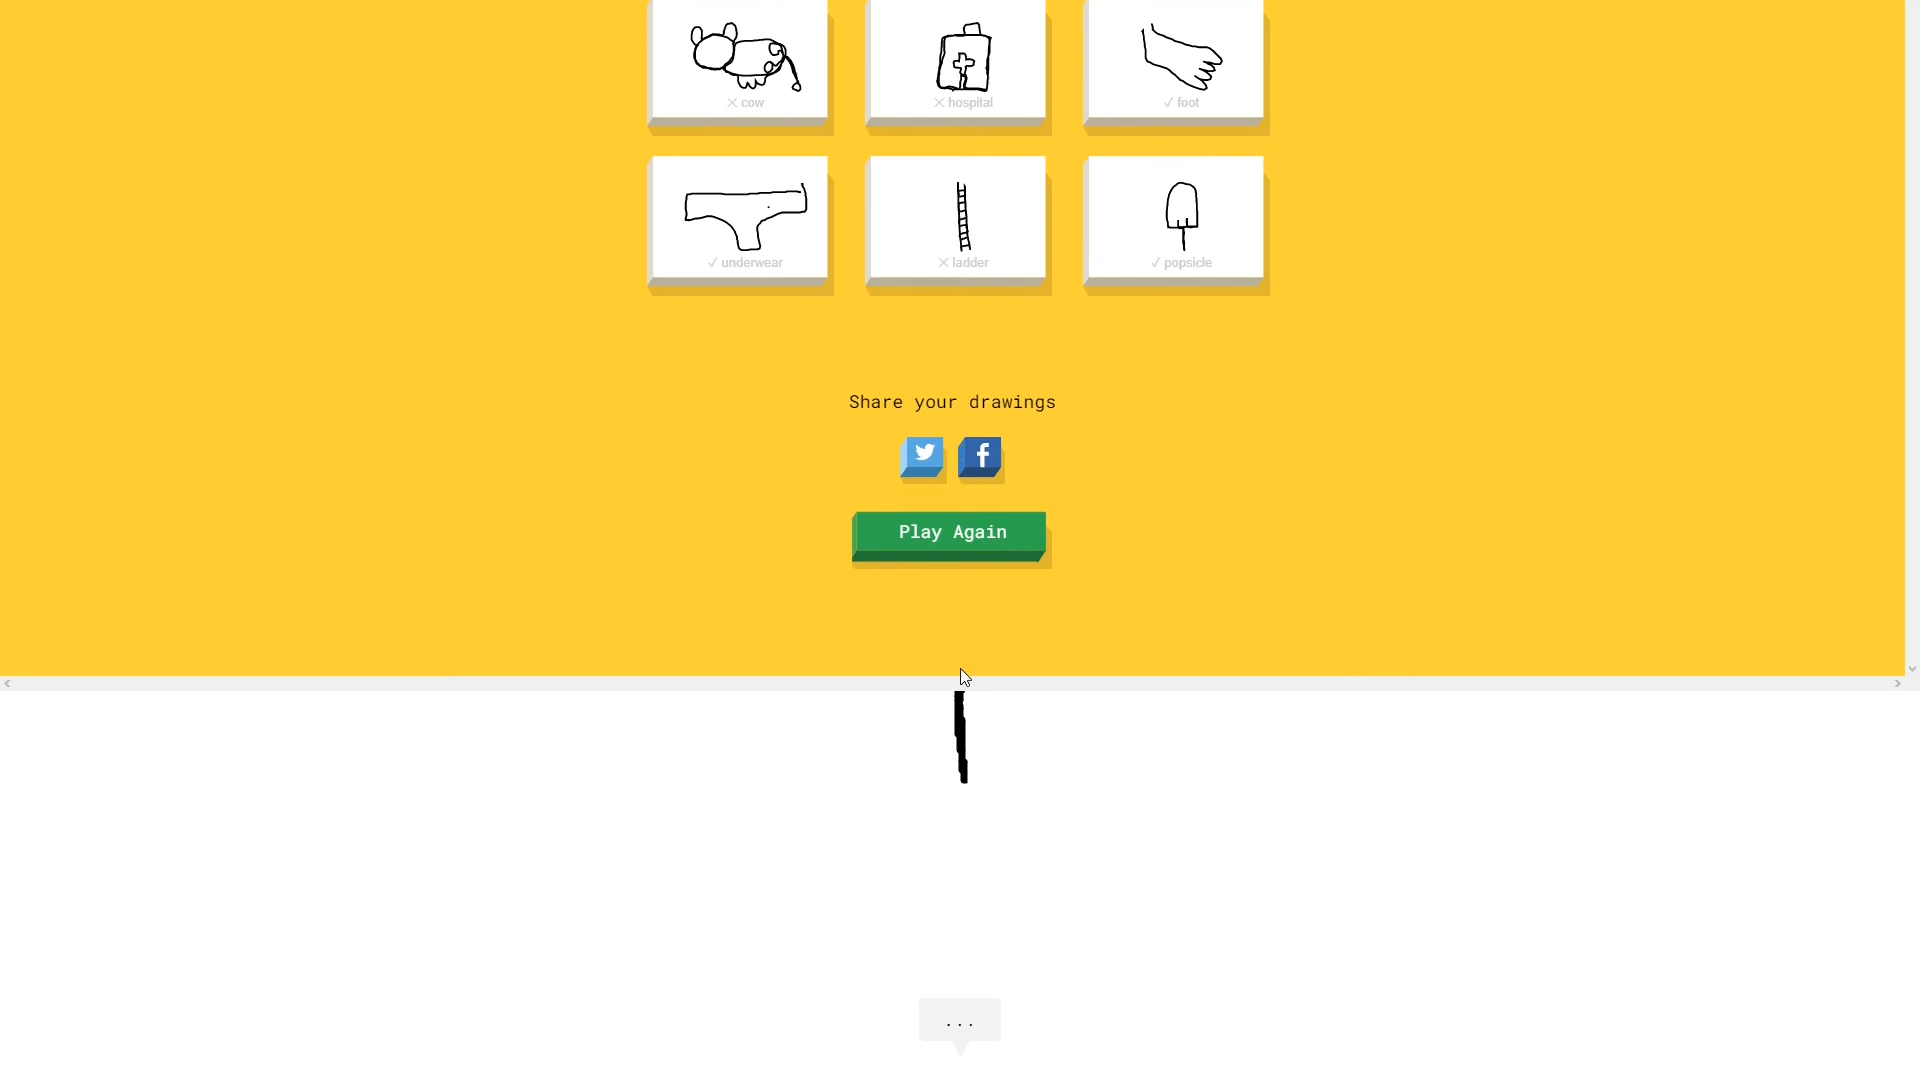 ✕ cow
✕ hospital
✓ foot
✓ underwear
✕ ladder
✓ popsicle
Share your drawings
Play Again
...